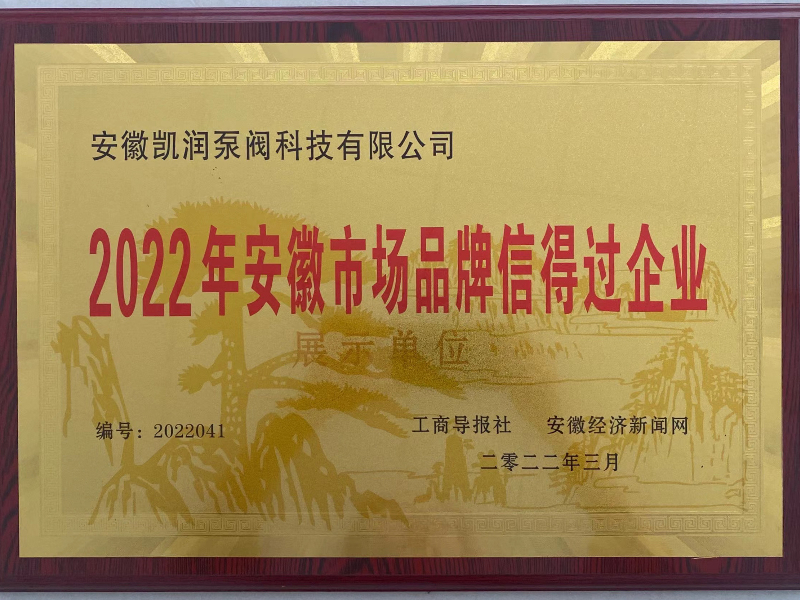 安徽凯润泵阀科技有限公司
2022年安徽市场品牌信得过企业
展示单位
编号：2022041
工商导报社 安徽经济新闻网
二零二二年三月